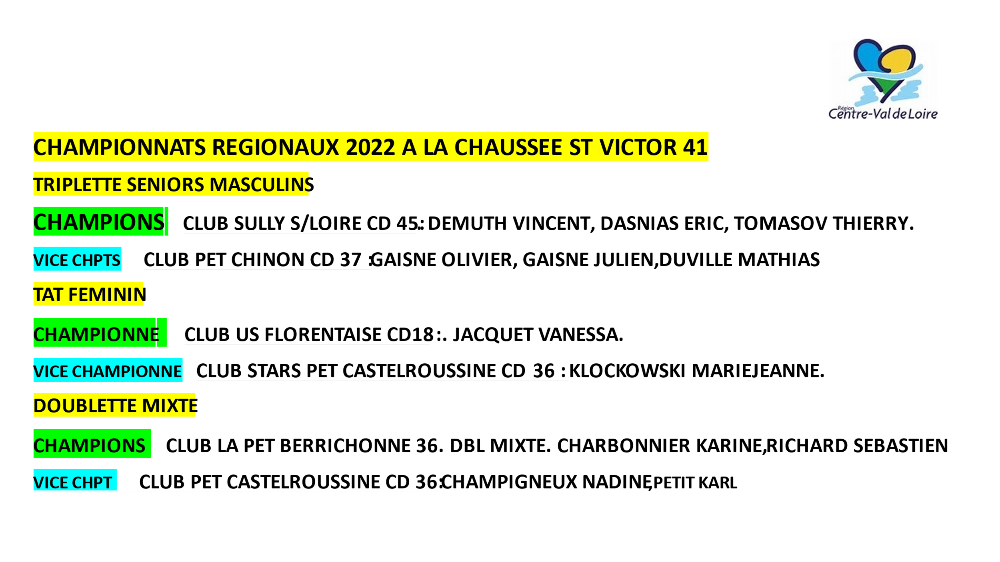 Région
Centre-Val de Loire
CHAMPIONNATS REGIONAUX 2022 A LA CHAUSSEE ST VICTOR 41
TRIPLETTE SENIORS MASCULINS
CHAMPIONS CLUB SULLY S/LOIRE CD 45.: DEMUTH VINCENT, DASNIAS ERIC, TOMASOV THIERRY.
VICE CHPTS CLUB PET CHINON CD 37 :GAISNE OLIVIER, GAISNE JULIEN,DUVILLE MATHIAS
TAT FEMININ
CHAMPIONNE CLUB US FLORENTAISE CD18 :. JACQUET VANESSA.
VICE CHAMPIONNE CLUB STARS PET CASTELROUSSINE CD 36 : KLOCKOWSKI MARIEJEANNE.
DOUBLETTE MIXTE
CHAMPIONS CLUB LA PET BERRICHONNE 36. DBL MIXTE. CHARBONNIER KARINE,RICHARD SEBASTIEN
VICE CHPT CLUB PET CASTELROUSSINE CD 36:CHAMPIGNEUX NADINE,PETIT KARL